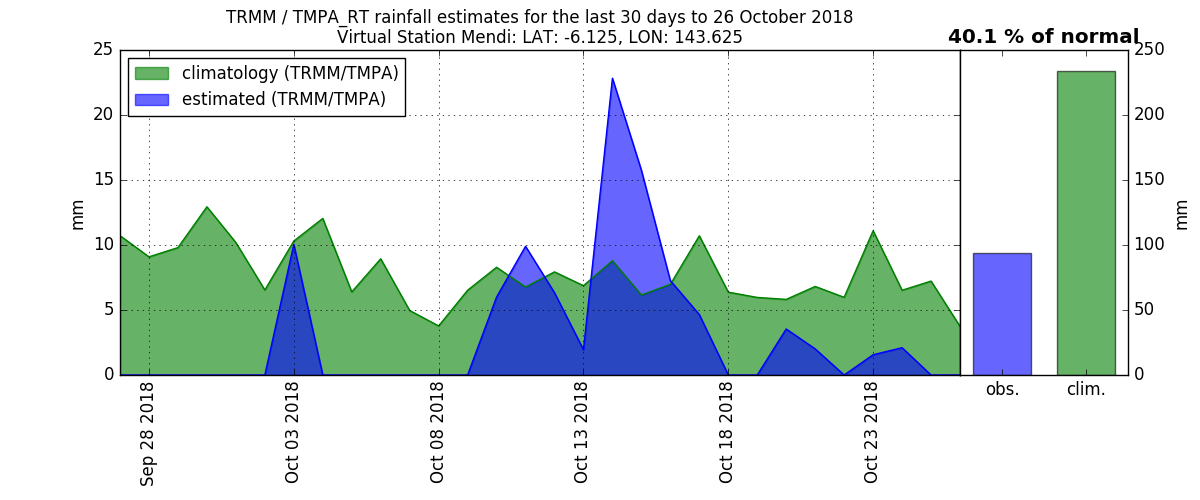 TRMM / TMPA_RT rainfall estimates for the last 30 days to 26 October 2018
Virtual Station Mendi: LAT: -6.125, LON: 143.625
40.1 % of normal
climatology (TRMM/TMPA)
estimated (TRMM/TMPA)
25
20
15
10
5
0
mm
250
200
150
100
50
0
mm
Sep 28 2018
Oct 03 2018
Oct 08 2018
Oct 13 2018
Oct 18 2018
Oct 23 2018
obs.
clim.